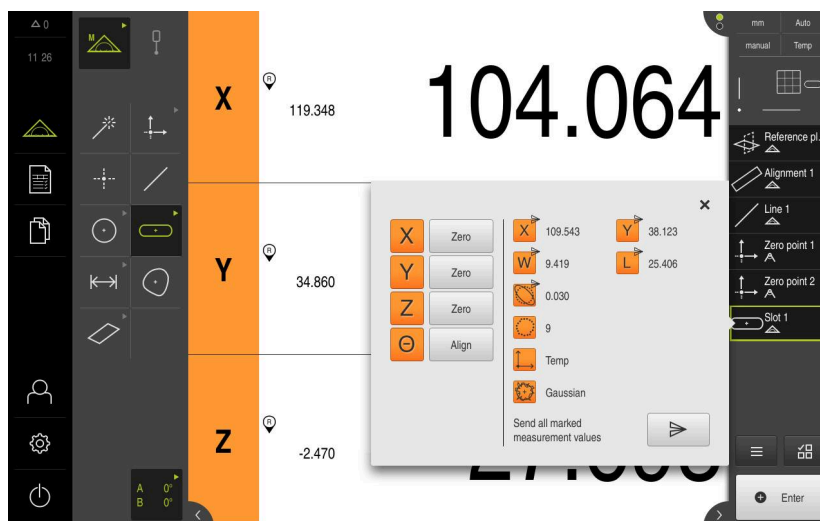 0
11 26
M
A 0°
B 0°
X
R
119.348
104.064
Y
R
34.860
Z
R
-2.470
X Zero
Y Zero
Z Zero
Θ Align
X 109.543 Y 38.123
W 9.419 L 25.406
0.030
9
Temp
Gaussian
Send all marked
measurement values
mm Auto
manual Temp
Reference pl.
Alignment 1
Line 1
Zero point 1
Zero point 2
Slot 1
Enter